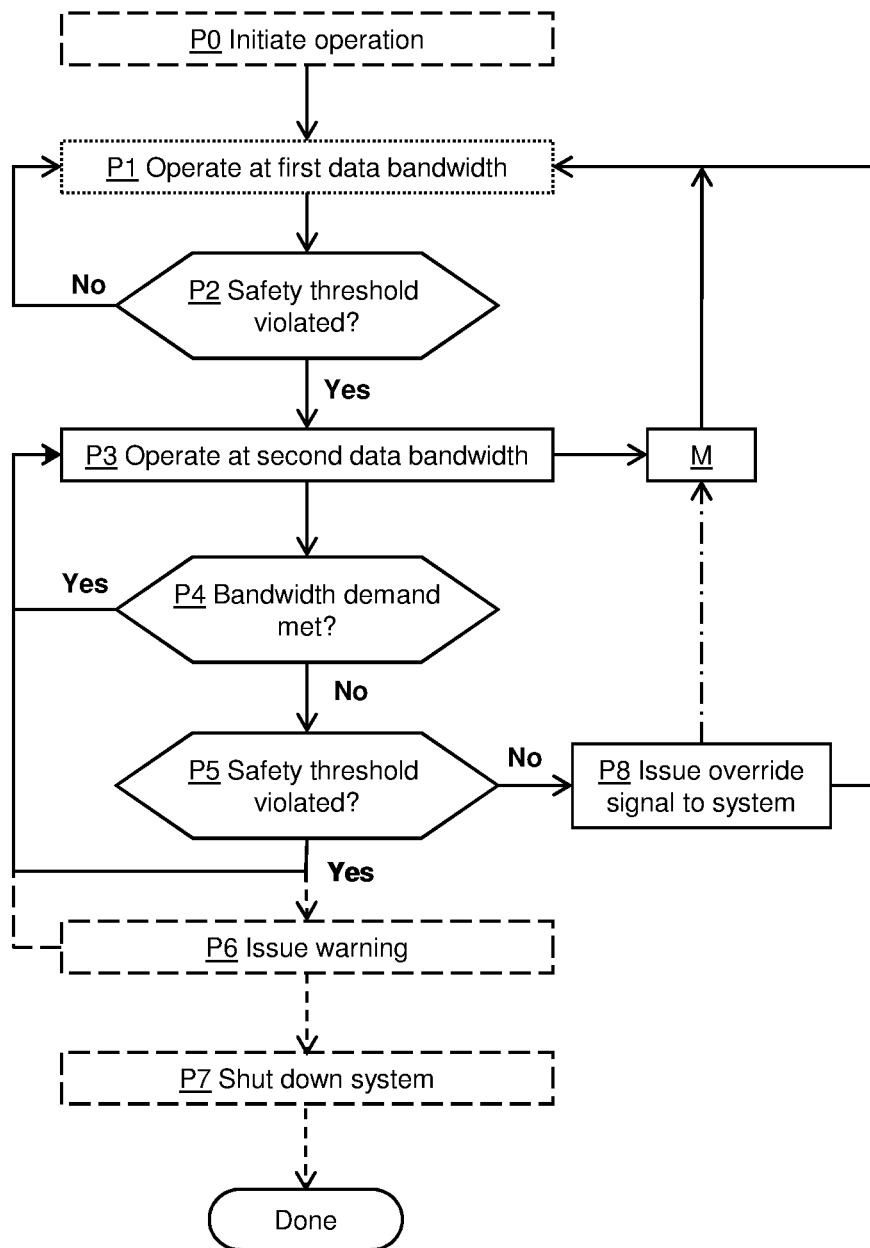 P0 Initiate operation
P1 Operate at first data bandwidth
No
P2 Safety threshold
violated?
Yes
P3 Operate at second data bandwidth
M
Yes
P4 Bandwidth demand
met?
No
P5 Safety threshold
violated?
No
P8 Issue override
signal to system
Yes
P6 Issue warning
P7 Shut down system
Done